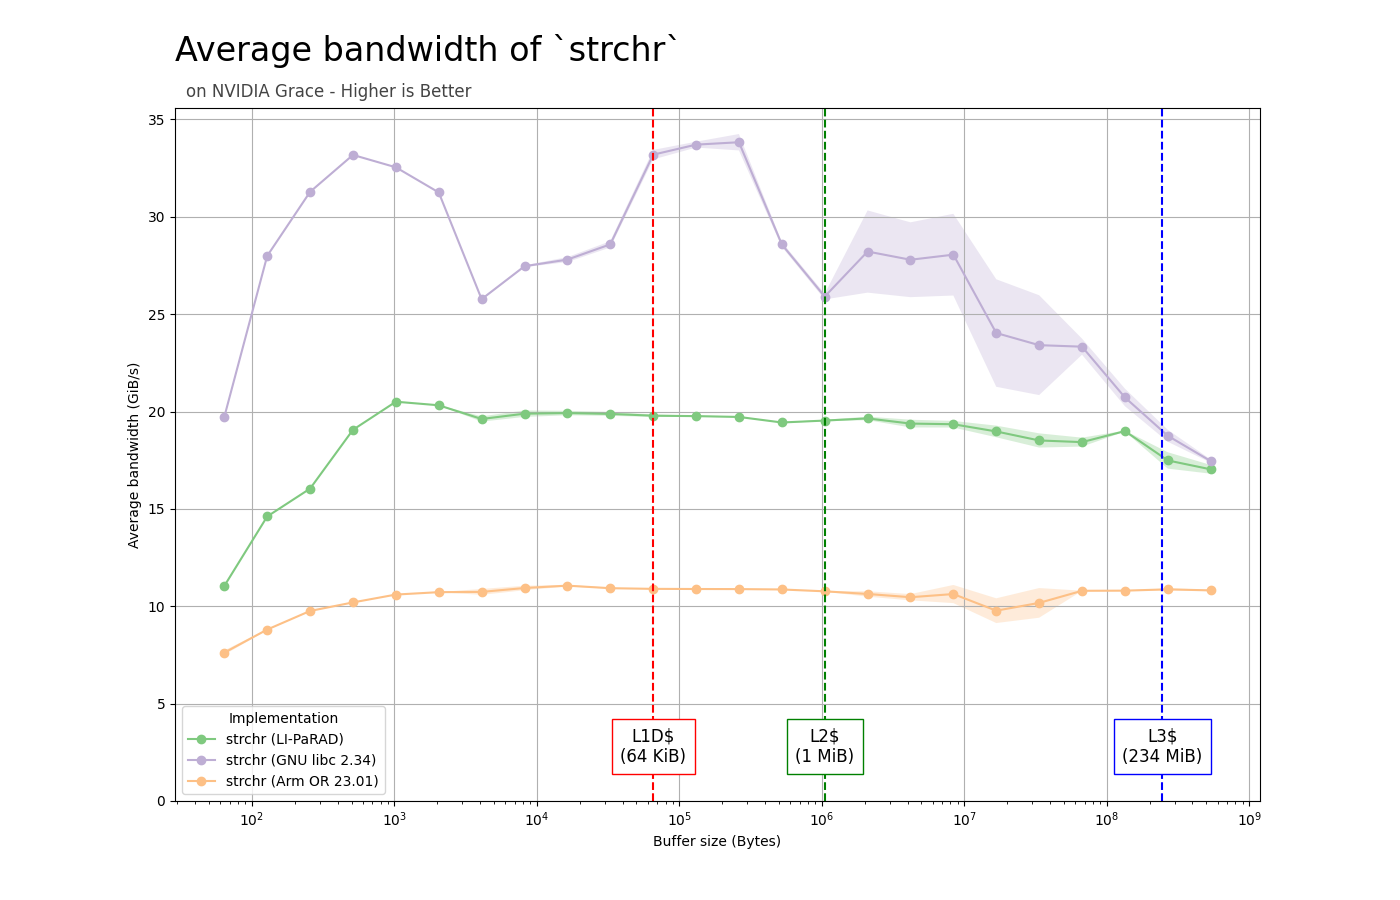 Average bandwidth of `strchr`
on NVIDIA Grace - Higher is Better
Average bandwidth (GiB/s)
35
30
25
20
15
10
5
0
Implementation
strchr (LI-PaRAD)
strchr (GNU libc 2.34)
strchr (Arm OR 23.01)
L1D$
(64 KiB)
L2$
(1 MiB)
L3$
(234 MiB)
10² 10³ 10⁴ 10⁵ 10⁶ 10⁷ 10⁸ 10⁹
Buffer size (Bytes)